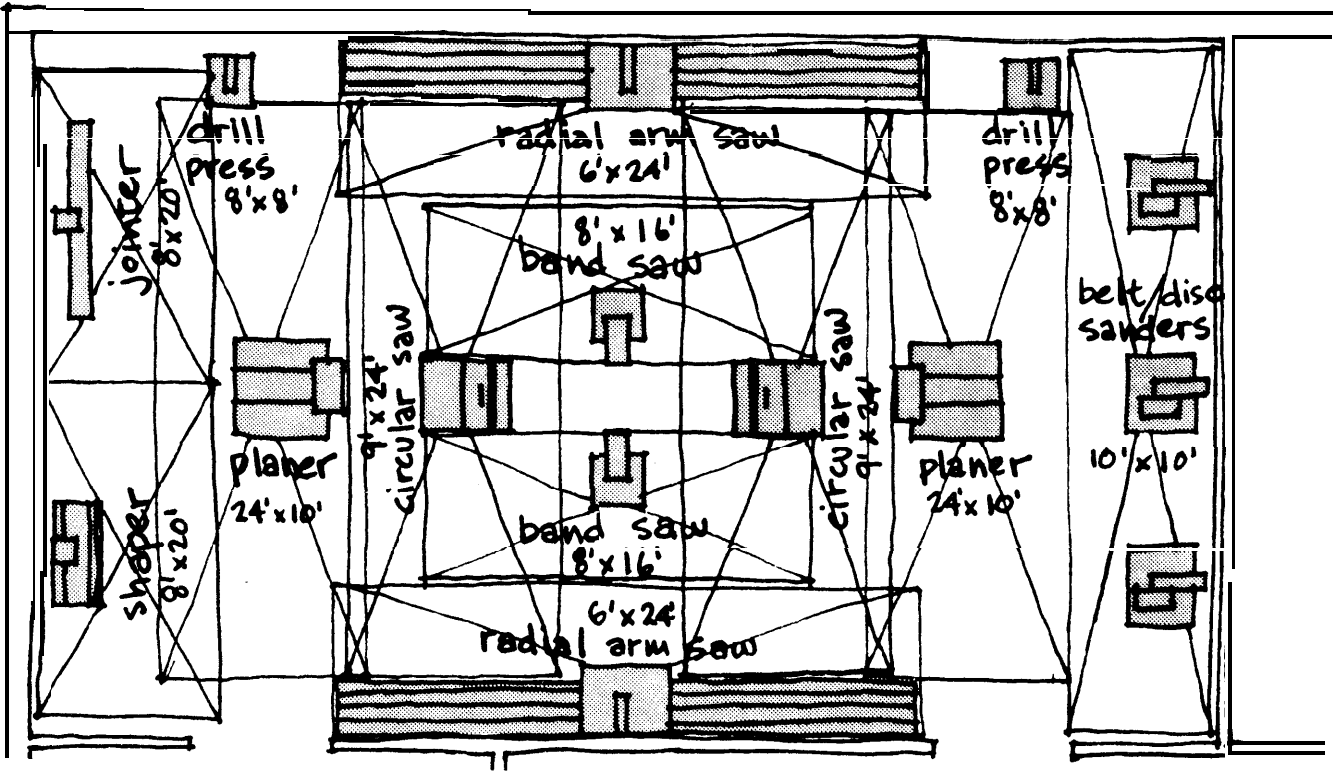 drill
press
8'x8'
radial arm saw
6'x24'
drill
press
8'x8'
jointer
8'x20'
8'x16'
band saw
belt disc
sanders
10'x10'
circular saw
9'x24'
circular saw
9'x24'
planer
24'x10'
planer
24'x10'
shaper
8'x20'
band saw
8'x16'
6'x24'
radial arm saw